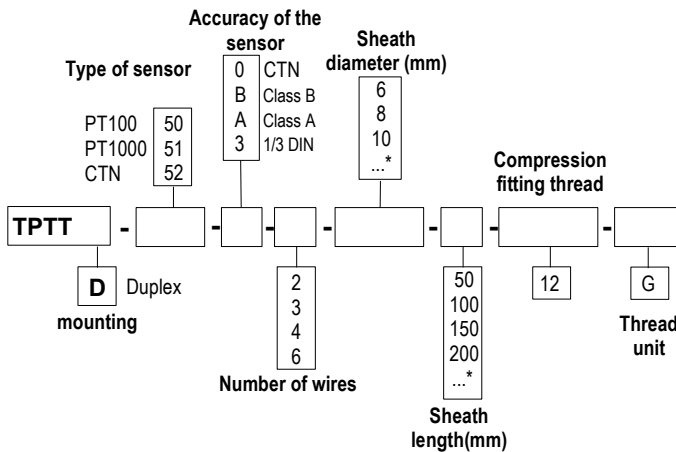 Accuracy of the
sensor
0 CTN
B Class B
A Class A
3 1/3 DIN
Type of sensor
PT100 50
PT1000 51
CTN 52
Sheath
diameter (mm)
6
8
10
...*
Compression
fitting thread
TPTT - - - - - - -
D Duplex
mounting
2
3
4
6
Number of wires
50
100
150
200
...*
Sheath
length(mm)
12
G
Thread
unit